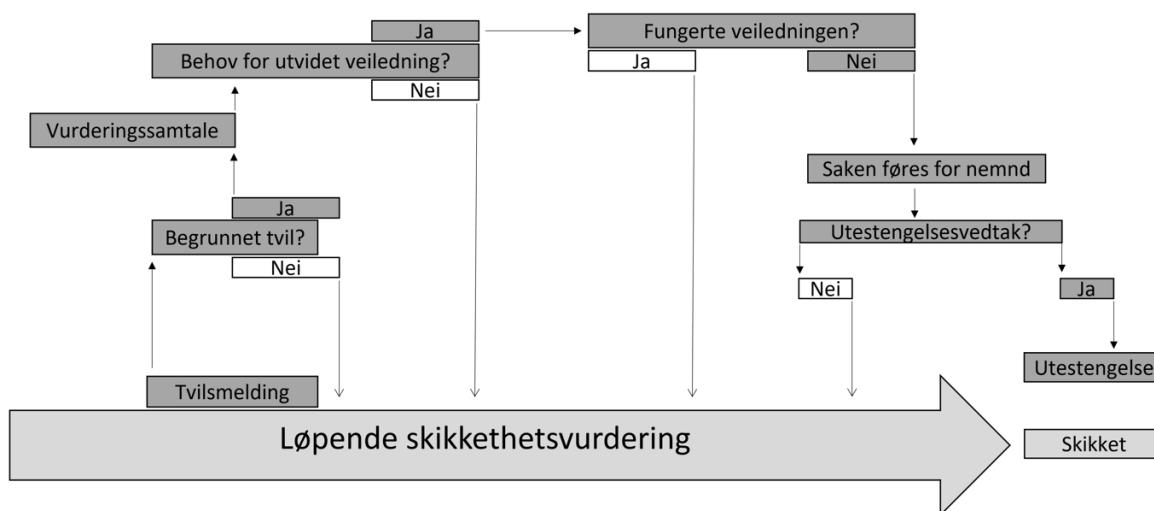 Ja
Fungerte veiledningen?
Behov for utvidet veiledning?
Ja
Nei
Nei
Vurderingssamtale
Saken føres for nemnd
Ja
Begrunnet tvil?
Utestengelsesvedtak?
Nei
Nei
Ja
Utestengelse
Tvilsmelding
Løpende skikkethetsvurdering
Skikket